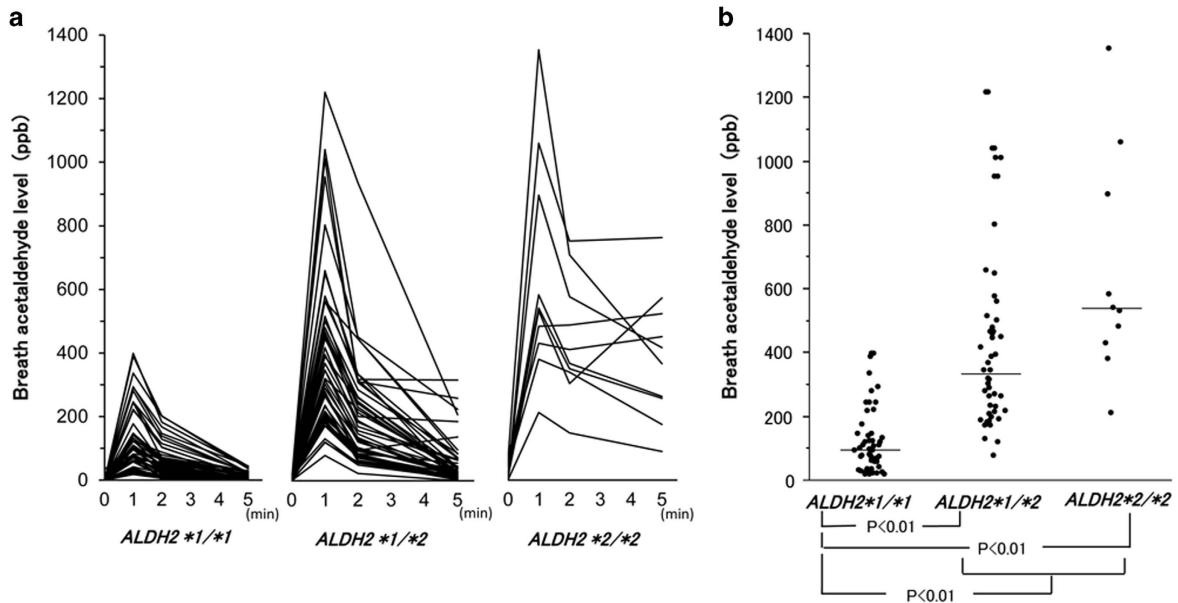 a
Breath acetaldehyde level (ppb)
1400
1200
1000
800
600
400
200
0
0 1 2 3 4 5
(min)
ALDH2 *1/*1
0 1 2 3 4 5
(min)
ALDH2 *1/*2
0 1 2 3 4 5
(min)
ALDH2 *2/*2
b
Breath acetaldehyde level (ppb)
1400
1200
1000
800
600
400
200
0
ALDH2*1/*1 ALDH2*1/*2 ALDH2*2/*2
P<0.01
P<0.01
P<0.01